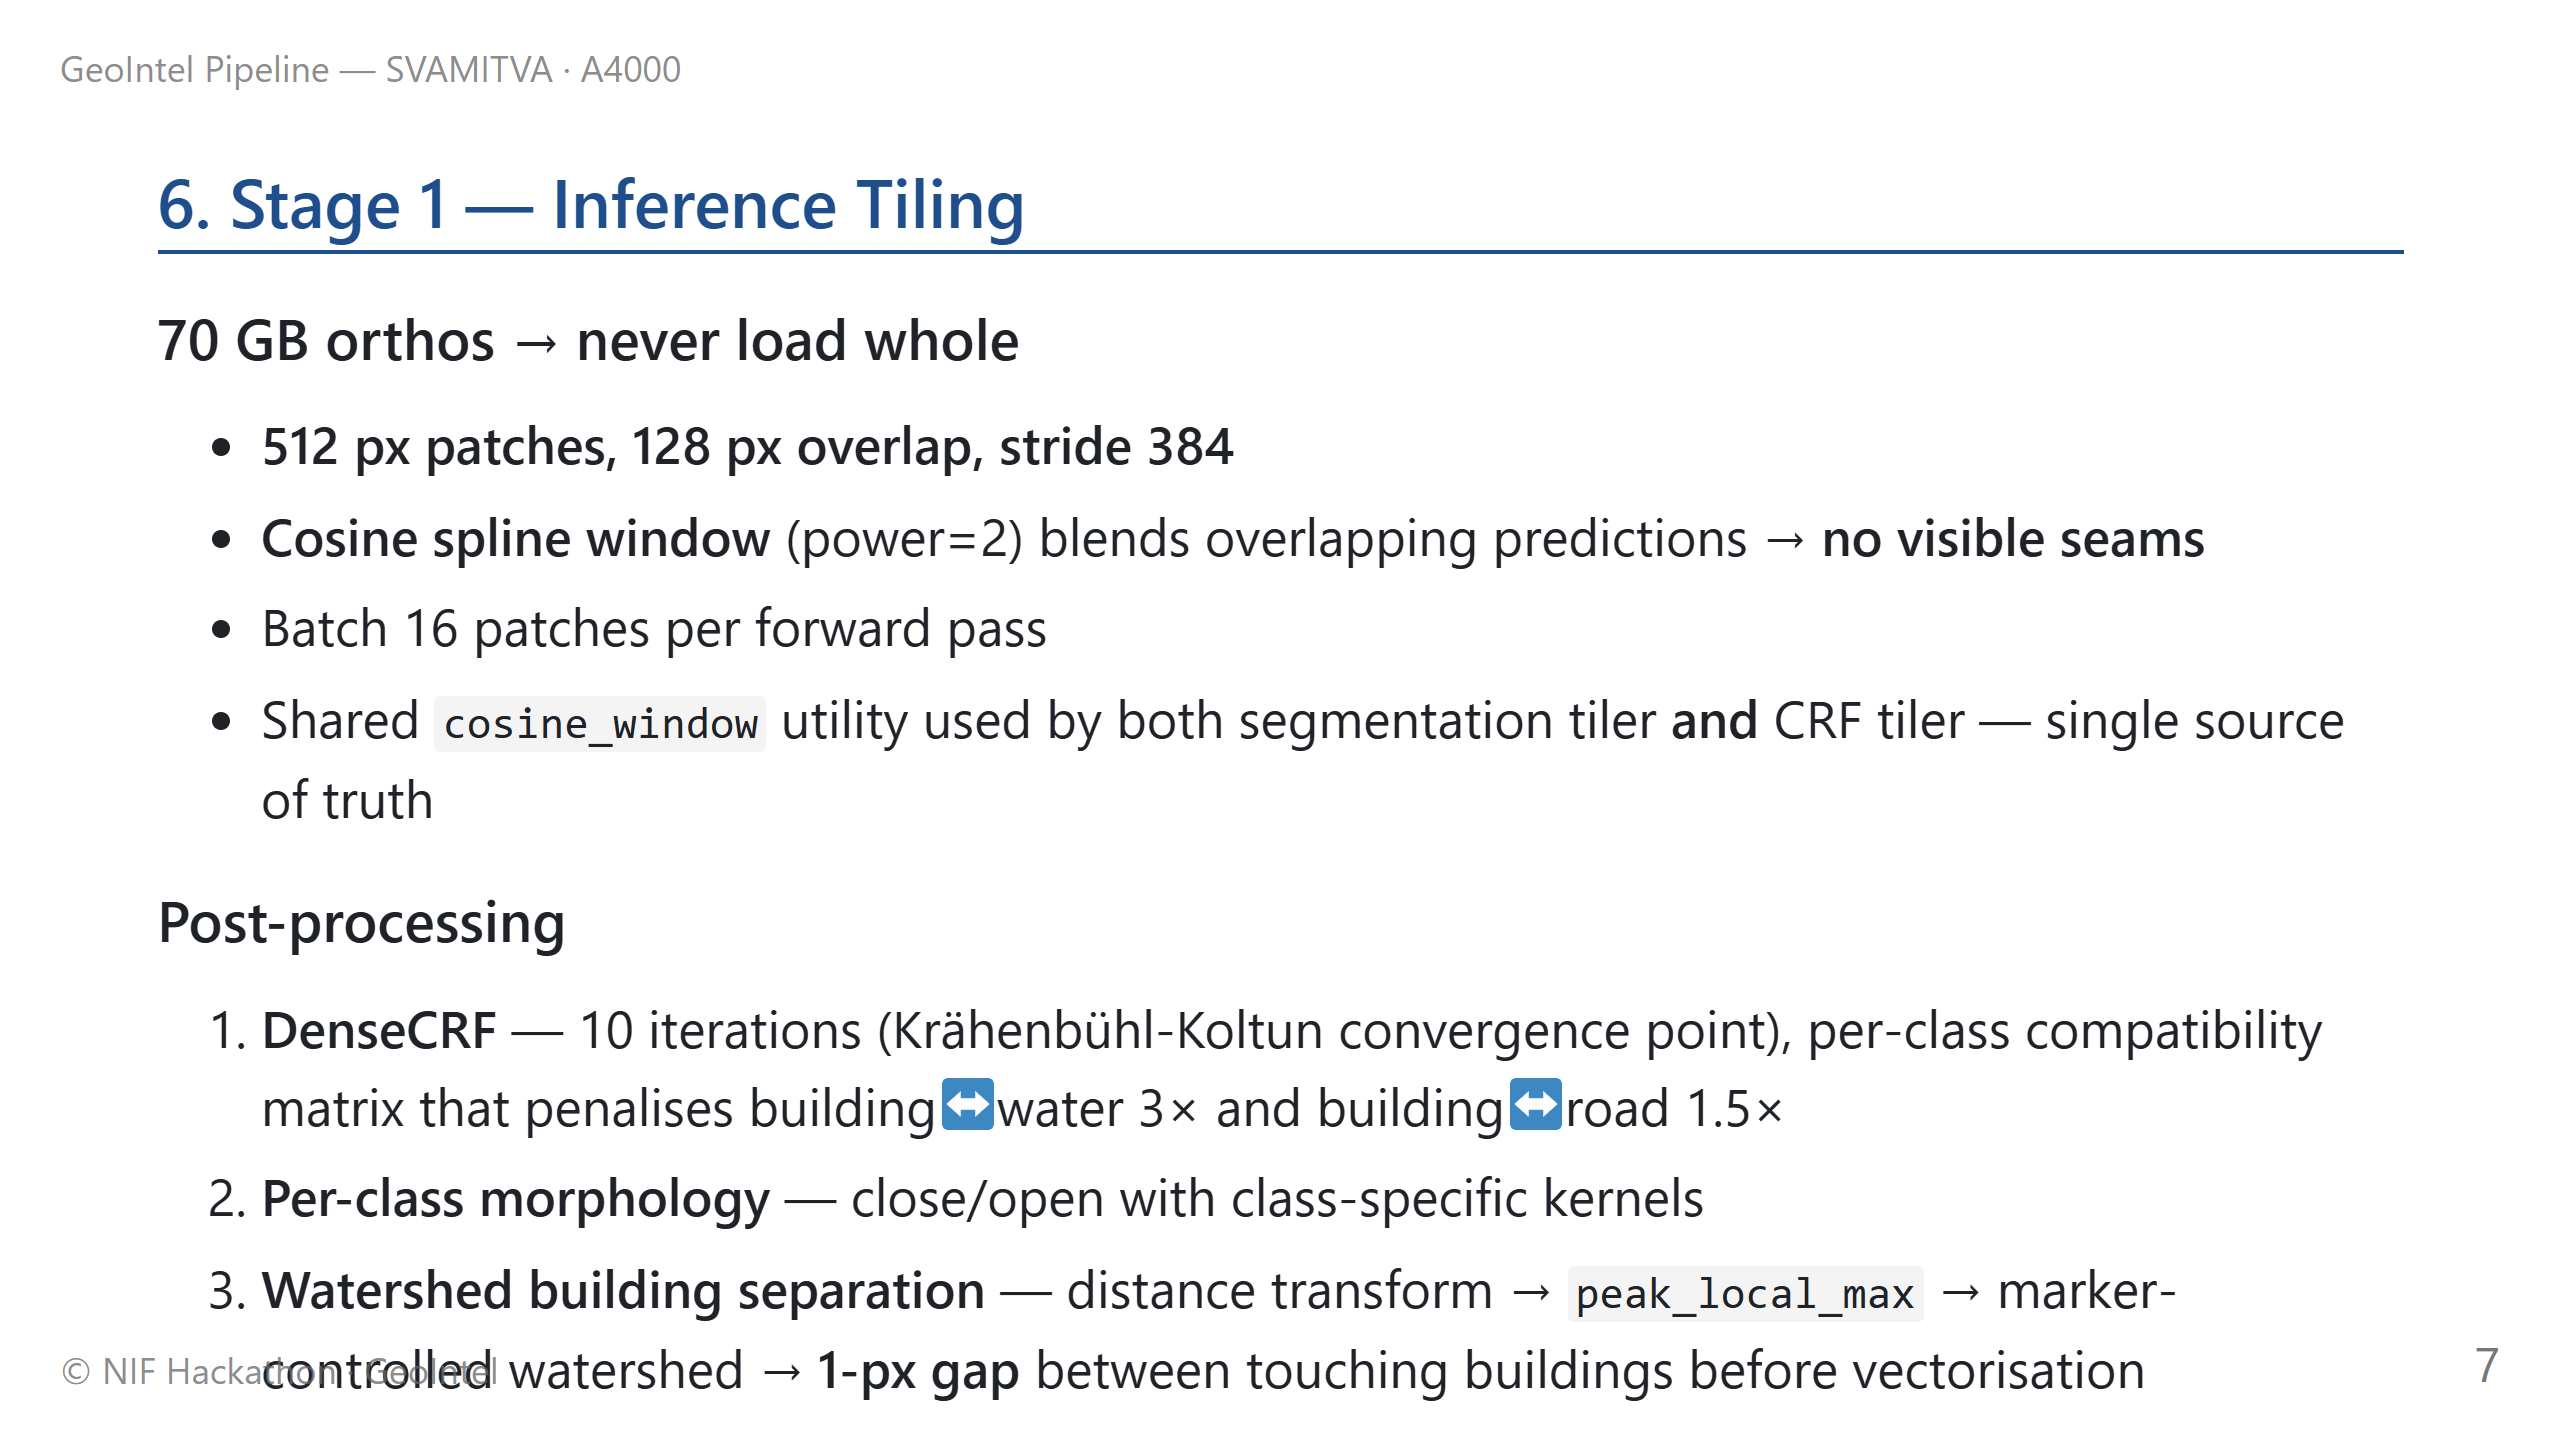 GeoIntel Pipeline — SVAMITVA · A4000
6. Stage 1 — Inference Tiling
70 GB orthos → never load whole
• 512 px patches, 128 px overlap, stride 384
• Cosine spline window (power=2) blends overlapping predictions → no visible seams
• Batch 16 patches per forward pass
• Shared cosine_window utility used by both segmentation tiler and CRF tiler — single source
of truth
Post-processing
1. DenseCRF — 10 iterations (Krähenbühl-Koltun convergence point), per-class compatibility
matrix that penalises building↔️water 3× and building↔️road 1.5×
2. Per-class morphology — close/open with class-specific kernels
3. Watershed building separation — distance transform → peak_local_max → marker-
controlled watershed → 1-px gap between touching buildings before vectorisation
© NIF Hackathon · GeoIntel
7